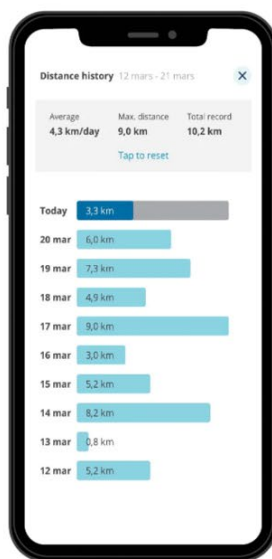 Distance history 12 mars - 21 mars
Average Max. distance Total record
4,3 km/day 9,0 km 10,2 km
Tap to reset
Today 3,3 km
20 mar 6,0 km
19 mar 7,3 km
18 mar 4,9 km
17 mar 9,0 km
16 mar 3,0 km
15 mar 5,2 km
14 mar 8,2 km
13 mar 0,8 km
12 mar 5,2 km